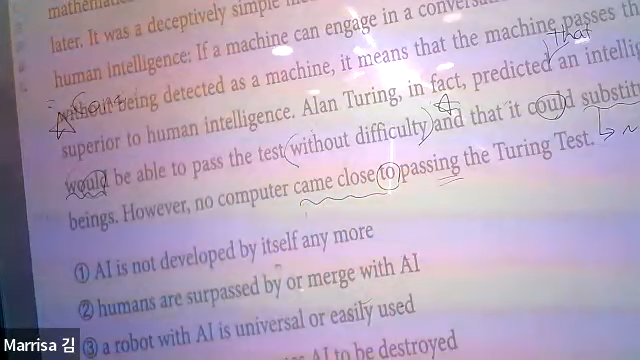 later. It was a deceptively simple
human intelligence: If a machine can engage in a
without being detected as a machine, it means that the machine passes
that
superior to human intelligence. Alan Turing, in fact, predicted an
would be able to pass the test (without difficulty) and that it could
beings. However, no computer came close to passing the Turing Test.
① AI is not developed by itself any more
② humans are surpassed by or merge with AI
③ a robot with AI is universal or easily used
AI to be destroyed
Marrisa 김